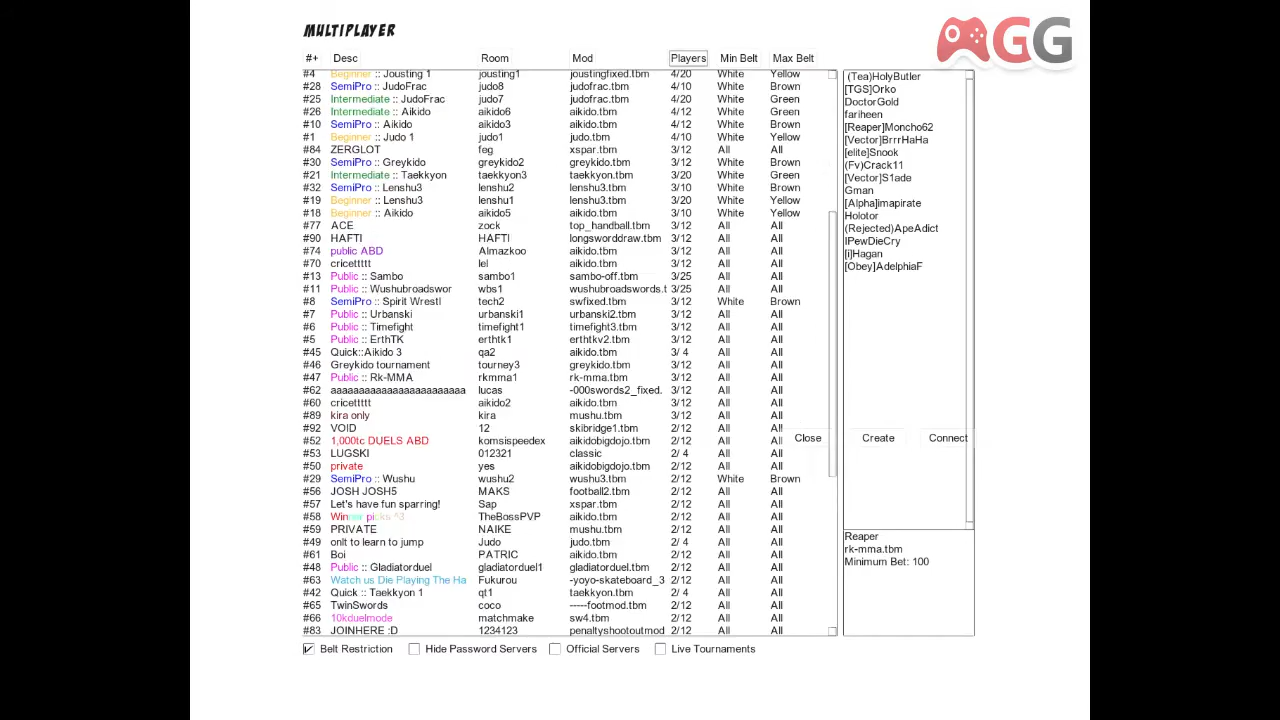 MULTIPLAYER
GG
#+ Desc Room Mod Players Min Belt Max Belt
#4 Beginner :: Jousting 1 jousting1 joustingfixed.tbm 4/20 White Yellow
#28 SemiPro :: JudoFrac judo8 judofrac.tbm 4/10 White Brown
#25 Intermediate :: JudoFrac judo7 judofrac.tbm 4/20 White Green
#26 Intermediate :: Aikido aikido6 aikido.tbm 4/12 White Green
#10 SemiPro :: Aikido aikido3 aikido.tbm 4/12 White Brown
#1 Beginner :: Judo 1 judo1 judo.tbm 4/10 White Yellow
#84 ZERGLOT feg xspar.tbm 3/12 All All
#30 SemiPro :: Greykido greykido2 greykido.tbm 3/12 White Brown
#21 Intermediate :: Taekkyon taekkyon3 taekkyon.tbm 3/20 White Green
#32 SemiPro :: Lenshu3 lenshu2 lenshu3.tbm 3/10 White Brown
#19 Beginner :: Lenshu3 lenshu1 lenshu3.tbm 3/20 White Yellow
#18 Beginner :: Aikido aikido5 aikido.tbm 3/10 White Yellow
#77 ACE zock top_handball.tbm 3/12 All All
#90 HAFTI HAFTI longsworddraw.tbm 3/12 All All
#74 public ABD Almazkoo aikido.tbm 3/12 All All
#70 cricettttt lel aikido.tbm 3/12 All All
#13 Public :: Sambo sambo1 sambo-off.tbm 3/25 All All
#11 Public :: Wushubroadswor wbs1 wushubroadswords.t 3/25 All All
#8 SemiPro :: Spirit Wrestl tech2 swfixed.tbm 3/12 White Brown
#7 Public :: Urbanski urbanski1 urbanski2.tbm 3/12 All All
#6 Public :: Timefight timefight1 timefight3.tbm 3/12 All All
#5 Public :: ErthTK erthtk1 erthtkv2.tbm 3/12 All All
#45 Quick::Aikido 3 qa2 aikido.tbm 3/ 4 All All
#46 Greykido tournament tourney3 greykido.tbm 3/12 All All
#47 Public :: Rk-MMA rkmma1 rk-mma.tbm 3/12 All All
#62 aaaaaaaaaaaaaaaaaaaaaaaa lucas -000swords2_fixed. 3/12 All All
#60 cricettttt aikido2 aikido.tbm 3/12 All All
#89 kira only kira mushu.tbm 3/12 All All
#92 VOID 12 skibridge1.tbm 2/12 All All
#52 1,000tc DUELS ABD komsispeedex aikidobigdojo.tbm 2/12 All All
#53 LUGSKI 012321 classic 2/ 4 All All
#50 private yes aikidobigdojo.tbm 2/12 All All
#29 SemiPro :: Wushu wushu2 wushu3.tbm 2/12 White Brown
#56 JOSH JOSH5 MAKS football2.tbm 2/12 All All
#57 Let's have fun sparring! Sap xspar.tbm 2/12 All All
#58 Winner picks ^3 TheBossPVP aikido.tbm 2/12 All All
#59 PRIVATE NAIKE mushu.tbm 2/12 All All
#49 onlt to learn to jump Judo judo.tbm 2/ 4 All All
#61 Boi PATRIC aikido.tbm 2/12 All All
#48 Public :: Gladiatorduel gladiatorduel1 gladiatorduel.tbm 2/12 All All
#63 Watch us Die Playing The Ha Fukurou -yoyo-skateboard_3 2/12 All All
#42 Quick :: Taekkyon 1 qt1 taekkyon.tbm 2/ 4 All All
#65 TwinSwords coco -----footmod.tbm 2/12 All All
#66 10kduelmode matchmake sw4.tbm 2/12 All All
#83 JOINHERE :D 1234123 penaltyshootoutmod 2/12 All All
(Tea)HolyButler
[TGS]Orko
DoctorGold
fariheen
[Reaper]Moncho62
[Vector]BrrrHaHa
[elite]Snook
(Fv)Crack11
[Vector]S1ade
Gman
[Alpha]imapirate
Holotor
(Rejected)ApeAdict
IPewDieCry
[i]Hagan
[Obey]AdelphiaF
Close Create Connect
Reaper
rk-mma.tbm
Minimum Bet: 100
Belt Restriction Hide Password Servers Official Servers Live Tournaments